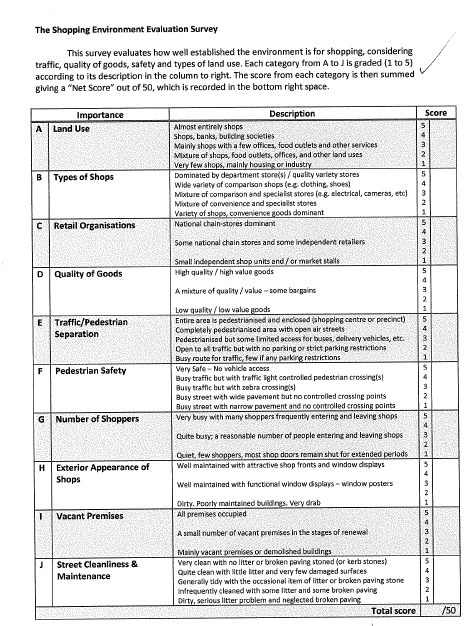 The Shopping Environment Evaluation Survey
This survey evaluates how well established the environment is for shopping, considering
traffic, quality of goods, safety and types of land use. Each category from A to J is graded (1 to 5)
according to its description in the column to right. The score from each category is then summed
giving a "Net Score" out of 50, which is recorded in the bottom right space.
Importance Description Score
A Land Use Almost entirely shops 5
Shops, banks, building societies 4
Mainly shops with a few offices, food outlets and other services 3
Mixture of shops, food outlets, offices, and other land uses 2
Very few shops, mainly housing or industry 1
B Types of Shops Dominated by department store(s) / quality variety stores 5
Wide variety of comparison shops (e.g. clothing, shoes) 4
Mixture of comparison and specialist stores (e.g. electrical, cameras, etc) 3
Mixture of convenience and specialist stores 2
Variety of shops, convenience goods dominant 1
C Retail Organisations National chain-stores dominant 5
4
Some national chain stores and some independent retailers 3
2
Small independent shop units and / or market stalls 1
D Quality of Goods High quality / high value goods 5
4
A mixture of quality / value – some bargains 3
2
Low quality / low value goods 1
E Traffic/Pedestrian Separation Entire area is pedestrianised and enclosed (shopping centre or precinct) 5
Completely pedestrianised area with open air streets 4
Pedestrianised but some limited access for buses, delivery vehicles, etc. 3
Open to all traffic but with no parking or strict parking restrictions 2
Busy route for traffic, few if any parking restrictions 1
F Pedestrian Safety Very Safe – No vehicle access 5
Busy traffic but with traffic light controlled pedestrian crossing(s) 4
Busy traffic but with zebra crossing(s) 3
Busy street with wide pavement but no controlled crossing points 2
Busy street with narrow pavement and no controlled crossing points 1
G Number of Shoppers Very busy with many shoppers frequently entering and leaving shops 5
4
Quite busy; a reasonable number of people entering and leaving shops 3
2
Quiet, few shoppers, most shop doors remain shut for extended periods 1
H Exterior Appearance of Shops Well maintained with attractive shop fronts and window displays 5
4
Well maintained with functional window displays – window posters 3
2
Dirty. Poorly maintained buildings. Very drab 1
I Vacant Premises All premises occupied 5
4
A small number of vacant premises in the stages of renewal 3
2
Mainly vacant premises or demolished buildings 1
J Street Cleanliness & Maintenance Very clean with no litter or broken paving stoned (or kerb stones) 5
Quite clean with little litter and very few damaged surfaces 4
Generally tidy with the occasional item of litter or broken paving stone 3
Infrequently cleaned with some litter and some broken paving 2
Dirty, serious litter problem and neglected broken paving 1
Total score /50